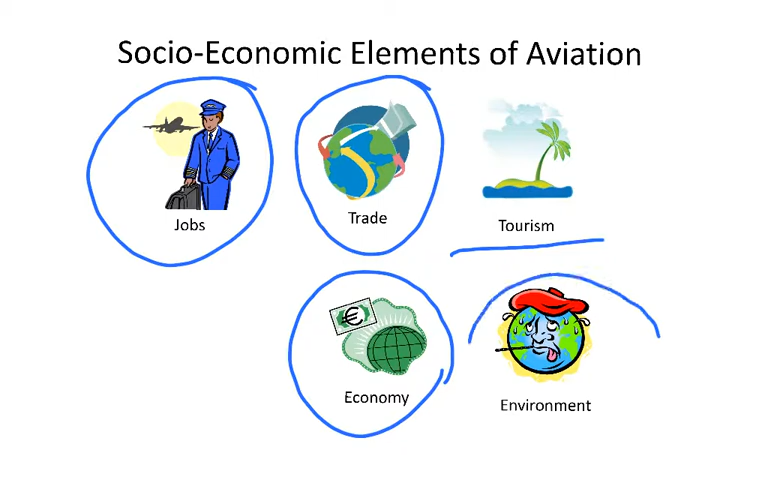 Socio-Economic Elements of Aviation
Jobs
Trade
Tourism
€
Economy
Environment